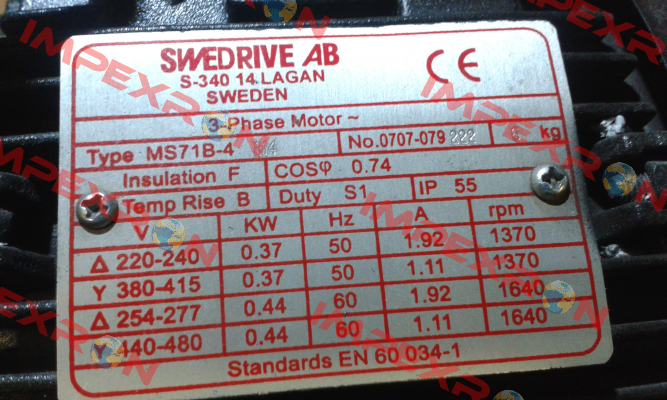 SWEDRIVE AB
S-340 14 LAGAN
SWEDEN
CE
3-Phase Motor ~
Type MS71B-4 No.0707-079 222 kg
Insulation F COSφ 0.74
Temp Rise B Duty S1 IP 55
V KW Hz A rpm
Δ 220-240 0.37 50 1.92 1370
Y 380-415 0.37 50 1.11 1370
Δ 254-277 0.44 60 1.92 1640
440-480 0.44 60 1.11 1640
Standards EN 60 034-1
IMPEXRON